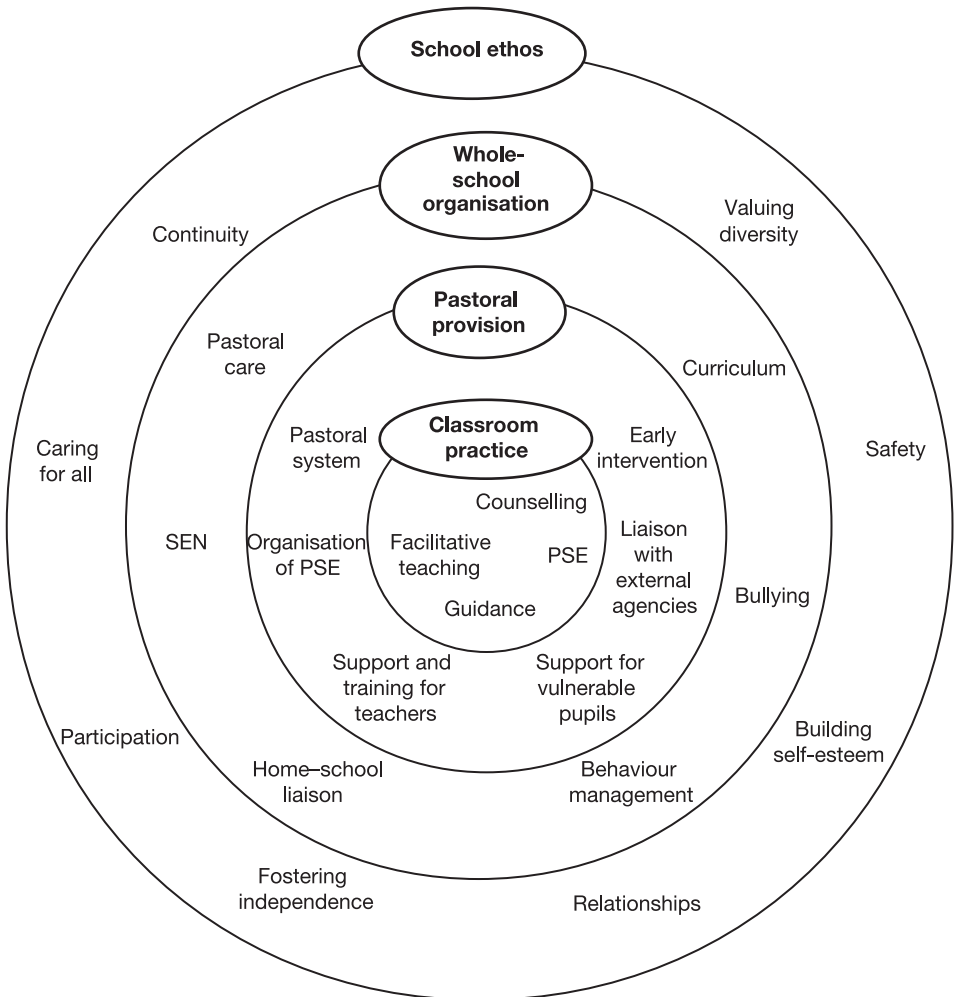 School ethos
Whole-
school
organisation
Valuing
diversity
Continuity
Pastoral
provision
Pastoral
care
Curriculum
Classroom
practice
Pastoral
system
Early
intervention
Caring
for all
Safety
Counselling
SEN
Organisation
of PSE
Facilitative
teaching
PSE
Liaison
with
external
agencies
Bullying
Guidance
Support and
training for
teachers
Support for
vulnerable
pupils
Participation
Building
self-esteem
Home–school
liaison
Behaviour
management
Fostering
independence
Relationships